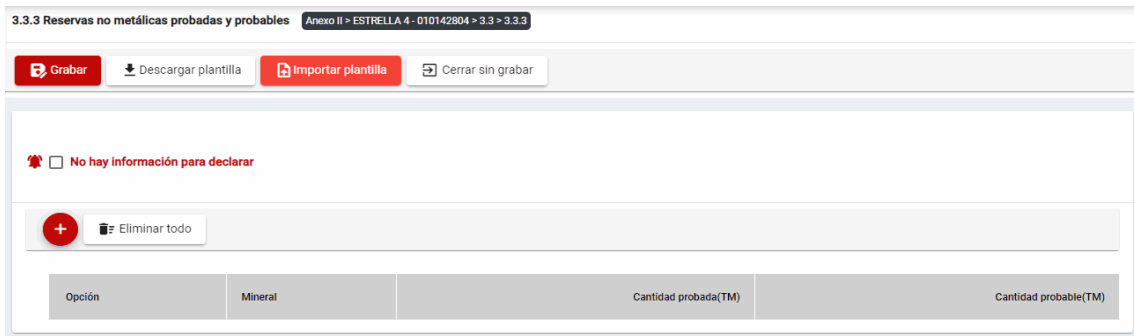 3.3.3 Reservas no metálicas probadas y probables Anexo II > ESTRELLA 4 - 010142804 > 3.3 > 3.3.3
Grabar Descargar plantilla Importar plantilla Cerrar sin grabar
No hay información para declarar
+ Eliminar todo
Opción Mineral Cantidad probada(TM) Cantidad probable(TM)